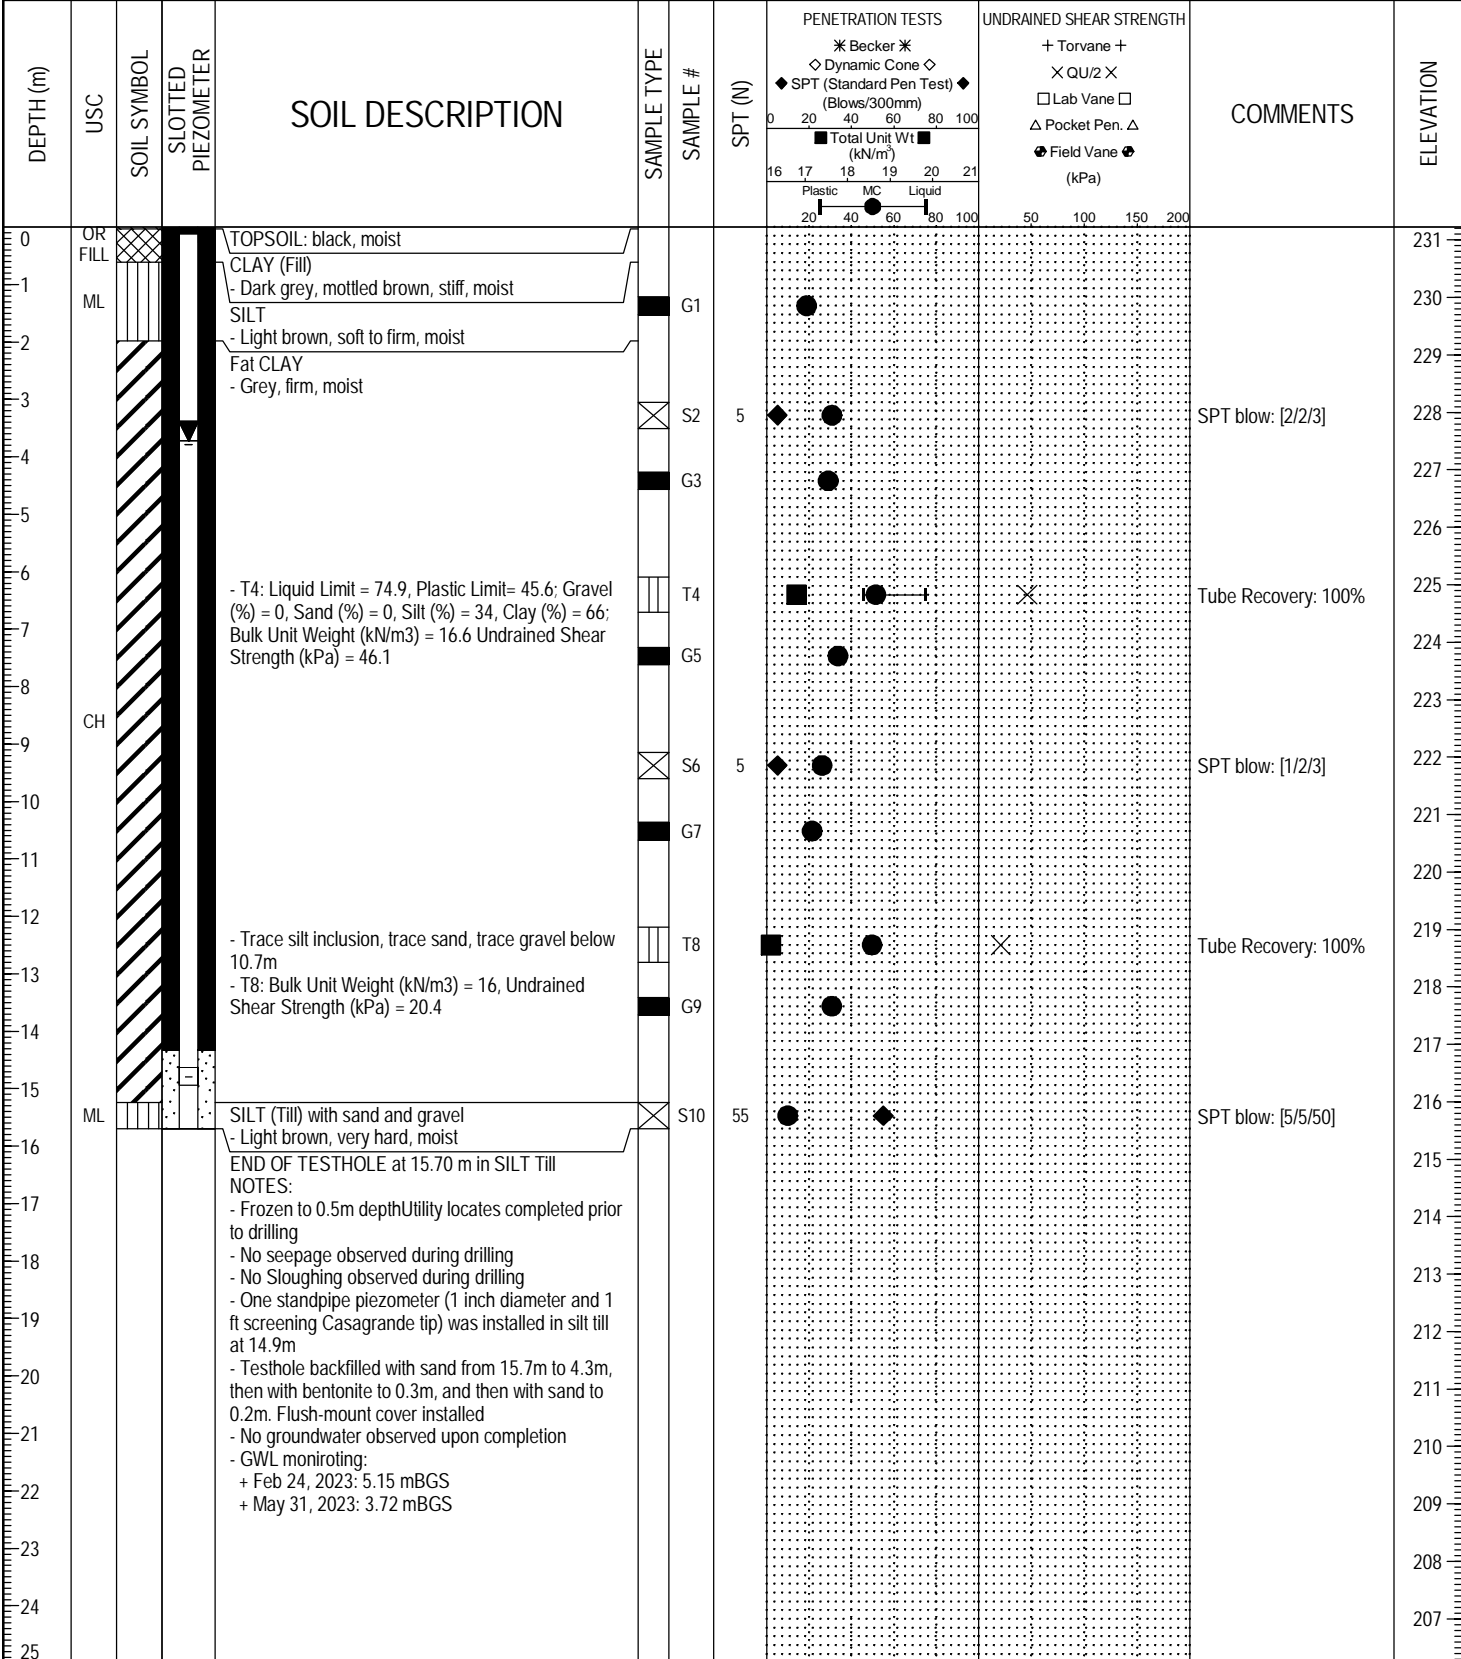 DEPTH (m)
USC
SOIL SYMBOL
SLOTTED
PIEZOMETER
SOIL DESCRIPTION
SAMPLE TYPE
SAMPLE #
SPT (N)
PENETRATION TESTS
Becker
Dynamic Cone
SPT (Standard Pen Test)
(Blows/300mm)
0 20 40 60 80 100
Total Unit Wt
(kN/m³)
16 17 18 19 20 21
Plastic MC Liquid
20 40 60 80 100
UNDRAINED SHEAR STRENGTH
+ Torvane +
× QU/2 ×
□ Lab Vane □
△ Pocket Pen. △
Field Vane
(kPa)
50 100 150 200
COMMENTS
ELEVATION
0
OR
FILL
TOPSOIL: black, moist
231
CLAY (Fill)
- Dark grey, mottled brown, stiff, moist
1
ML
G1
230
SILT
- Light brown, soft to firm, moist
2
229
Fat CLAY
- Grey, firm, moist
3
S2
5
SPT blow: [2/2/3]
228
4
G3
227
5
226
6
- T4: Liquid Limit = 74.9, Plastic Limit= 45.6; Gravel
(%) = 0, Sand (%) = 0, Silt (%) = 34, Clay (%) = 66;
Bulk Unit Weight (kN/m3) = 16.6 Undrained Shear
Strength (kPa) = 46.1
T4
Tube Recovery: 100%
225
7
G5
224
8
223
CH
9
S6
5
SPT blow: [1/2/3]
222
10
G7
221
11
220
12
- Trace silt inclusion, trace sand, trace gravel below
10.7m
- T8: Bulk Unit Weight (kN/m3) = 16, Undrained
Shear Strength (kPa) = 20.4
T8
Tube Recovery: 100%
219
13
G9
218
14
217
15
ML
SILT (Till) with sand and gravel
- Light brown, very hard, moist
S10
55
SPT blow: [5/5/50]
216
16
END OF TESTHOLE at 15.70 m in SILT Till
215
NOTES:
17
- Frozen to 0.5m depthUtility locates completed prior
to drilling
214
- No seepage observed during drilling
18
- No Sloughing observed during drilling
213
- One standpipe piezometer (1 inch diameter and 1
19
ft screening Casagrande tip) was installed in silt till
212
at 14.9m
- Testhole backfilled with sand from 15.7m to 4.3m,
20
then with bentonite to 0.3m, and then with sand to
211
0.2m. Flush-mount cover installed
21
- No groundwater observed upon completion
210
- GWL moniroting:
+ Feb 24, 2023: 5.15 mBGS
22
+ May 31, 2023: 3.72 mBGS
209
23
208
24
207
25